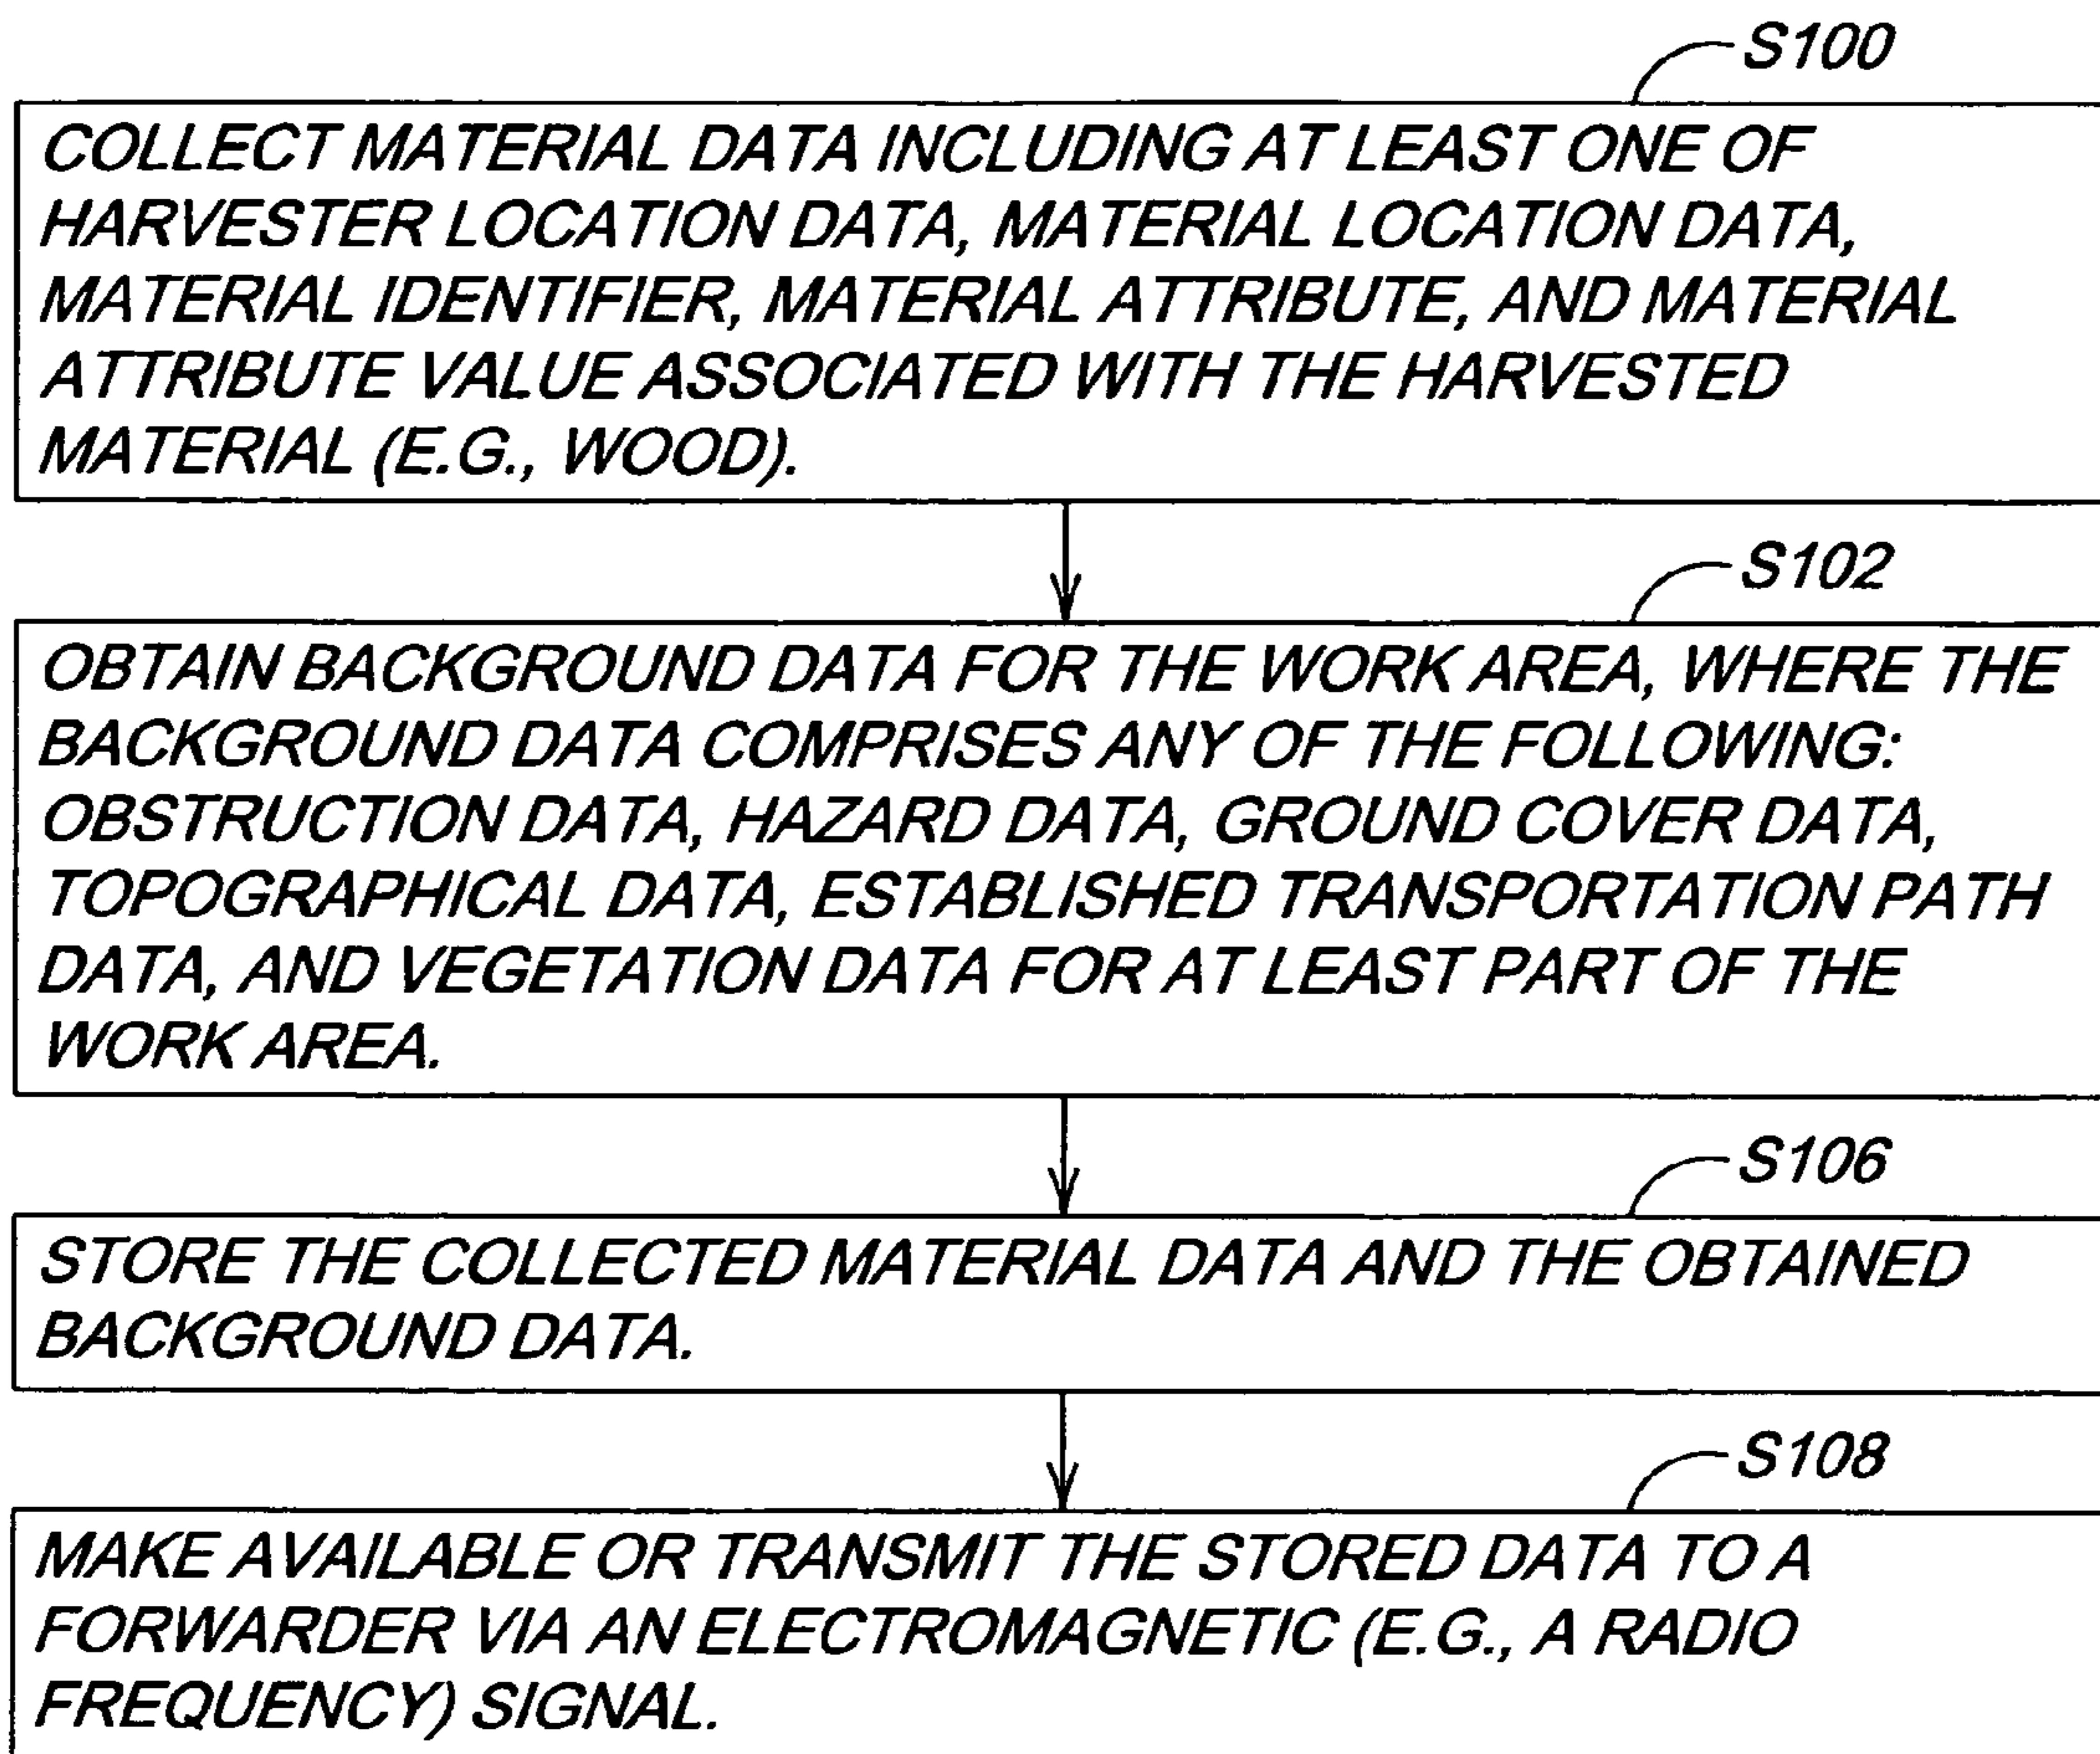 S100
COLLECT MATERIAL DATA INCLUDING AT LEAST ONE OF
HARVESTER LOCATION DATA, MATERIAL LOCATION DATA,
MATERIAL IDENTIFIER, MATERIAL ATTRIBUTE, AND MATERIAL
ATTRIBUTE VALUE ASSOCIATED WITH THE HARVESTED
MATERIAL (E.G., WOOD).
S102
OBTAIN BACKGROUND DATA FOR THE WORK AREA, WHERE THE
BACKGROUND DATA COMPRISES ANY OF THE FOLLOWING:
OBSTRUCTION DATA, HAZARD DATA, GROUND COVER DATA,
TOPOGRAPHICAL DATA, ESTABLISHED TRANSPORTATION PATH
DATA, AND VEGETATION DATA FOR AT LEAST PART OF THE
WORK AREA.
S106
STORE THE COLLECTED MATERIAL DATA AND THE OBTAINED
BACKGROUND DATA.
S108
MAKE AVAILABLE OR TRANSMIT THE STORED DATA TO A
FORWARDER VIA AN ELECTROMAGNETIC (E.G., A RADIO
FREQUENCY) SIGNAL.